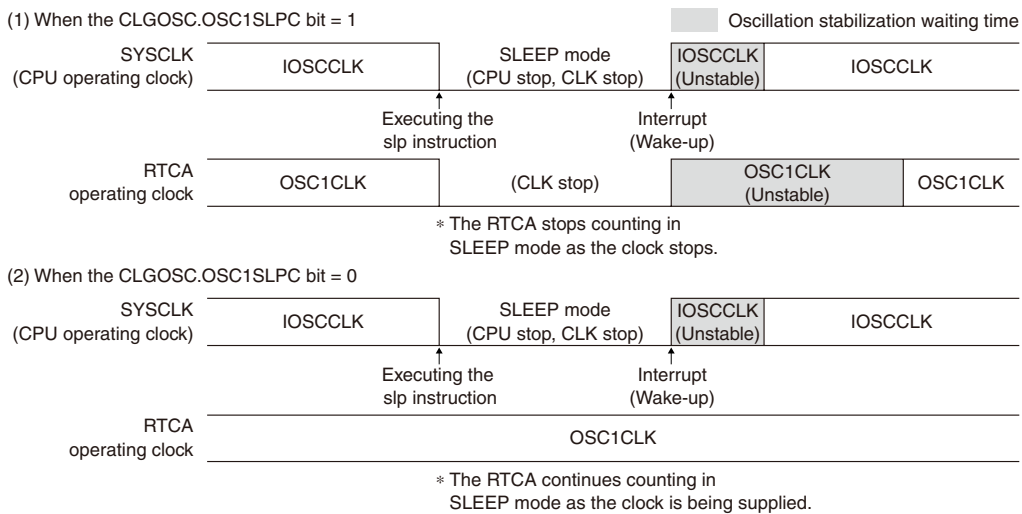 (1) When the CLGOSC.OSC1SLPC bit = 1
Oscillation stabilization waiting time
SYSCLK
(CPU operating clock)
IOSCCLK
SLEEP mode
(CPU stop, CLK stop)
IOSCCLK
(Unstable)
IOSCCLK
Executing the
slp instruction
Interrupt
(Wake-up)
RTCA
operating clock
OSC1CLK
(CLK stop)
OSC1CLK
(Unstable)
OSC1CLK
* The RTCA stops counting in
SLEEP mode as the clock stops.
(2) When the CLGOSC.OSC1SLPC bit = 0
SYSCLK
(CPU operating clock)
IOSCCLK
SLEEP mode
(CPU stop, CLK stop)
IOSCCLK
(Unstable)
IOSCCLK
Executing the
slp instruction
Interrupt
(Wake-up)
RTCA
operating clock
OSC1CLK
* The RTCA continues counting in
SLEEP mode as the clock is being supplied.